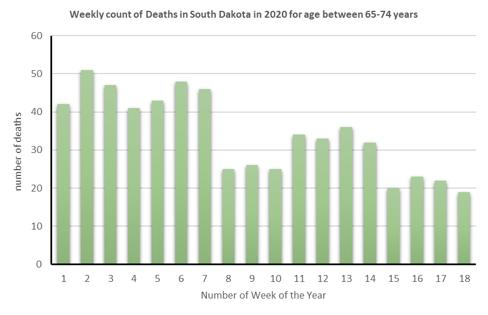 Weekly count of Deaths in South Dakota in 2020 for age between 65-74 years
60
50
40
30
20
10
0
number of deaths
1 2 3 4 5 6 7 8 9 10 11 12 13 14 15 16 17 18
Number of Week of the Year